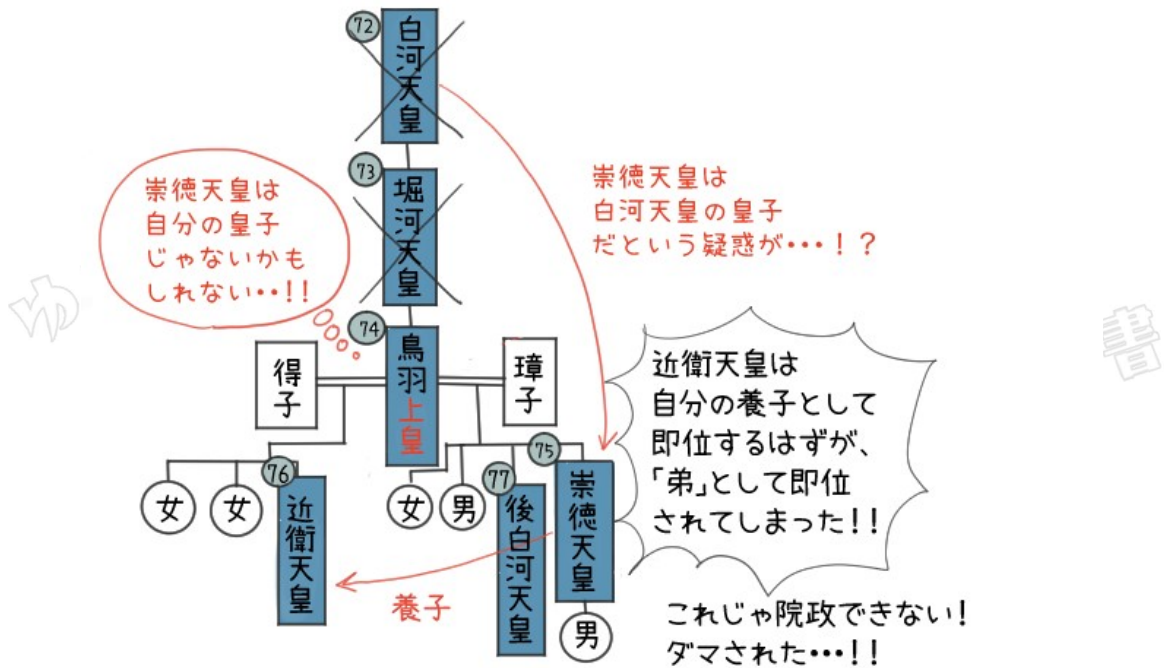 72
白河天皇
73
堀河天皇
崇徳天皇は
自分の皇子
じゃないかも
しれない・・!!
崇徳天皇は
白河天皇の皇子
だという疑惑が・・・!?
ゆ
書
74
鳥羽上皇
得子
璋子
近衛天皇は
自分の養子として
即位するはずが、
「弟」として即位
されてしまった!!
女
女
76
近衛天皇
女
男
77
後白河天皇
75
崇徳天皇
養子
男
これじゃ院政できない!
ダマされた・・・!!